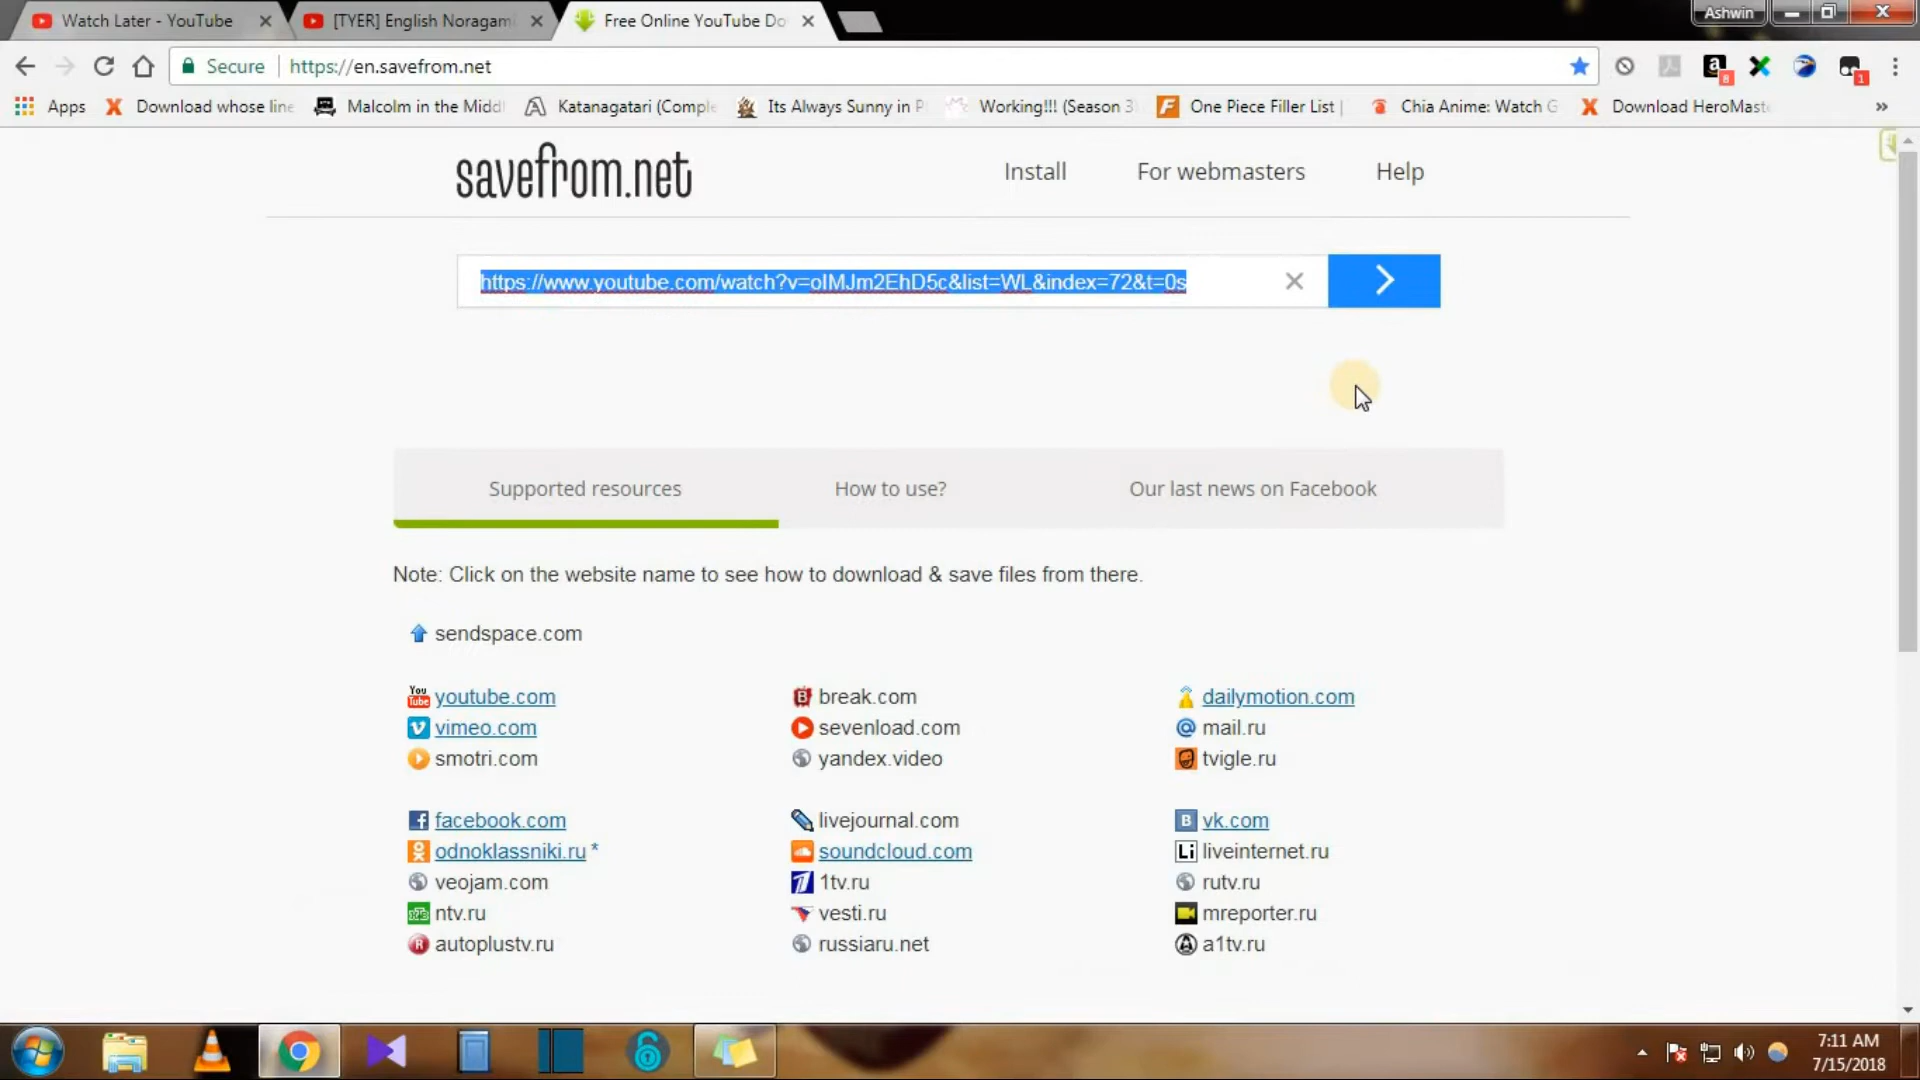 Watch Later - YouTube
[TYER] English Noragami
Free Online YouTube Do
Ashwin
Secure
https://en.savefrom.net
8
1
Apps
Download whose line
Malcolm in the Midd
Katanagatari (Comple
Its Always Sunny in P
Working!!! (Season 3
One Piece Filler List |
Chia Anime: Watch G
Download HeroMaste
savefrom.net
Install
For webmasters
Help
https://www.youtube.com/watch?v=oIMJm2EhD5c&list=WL&index=72&t=0s
Supported resources
How to use?
Our last news on Facebook
Note: Click on the website name to see how to download & save files from there.
sendspace.com
youtube.com
break.com
dailymotion.com
vimeo.com
sevenload.com
mail.ru
smotri.com
yandex.video
tvigle.ru
facebook.com
livejournal.com
vk.com
odnoklassniki.ru *
soundcloud.com
liveinternet.ru
veojam.com
1tv.ru
rutv.ru
ntv.ru
vesti.ru
mreporter.ru
autoplustv.ru
russiaru.net
a1tv.ru
7:11 AM
7/15/2018